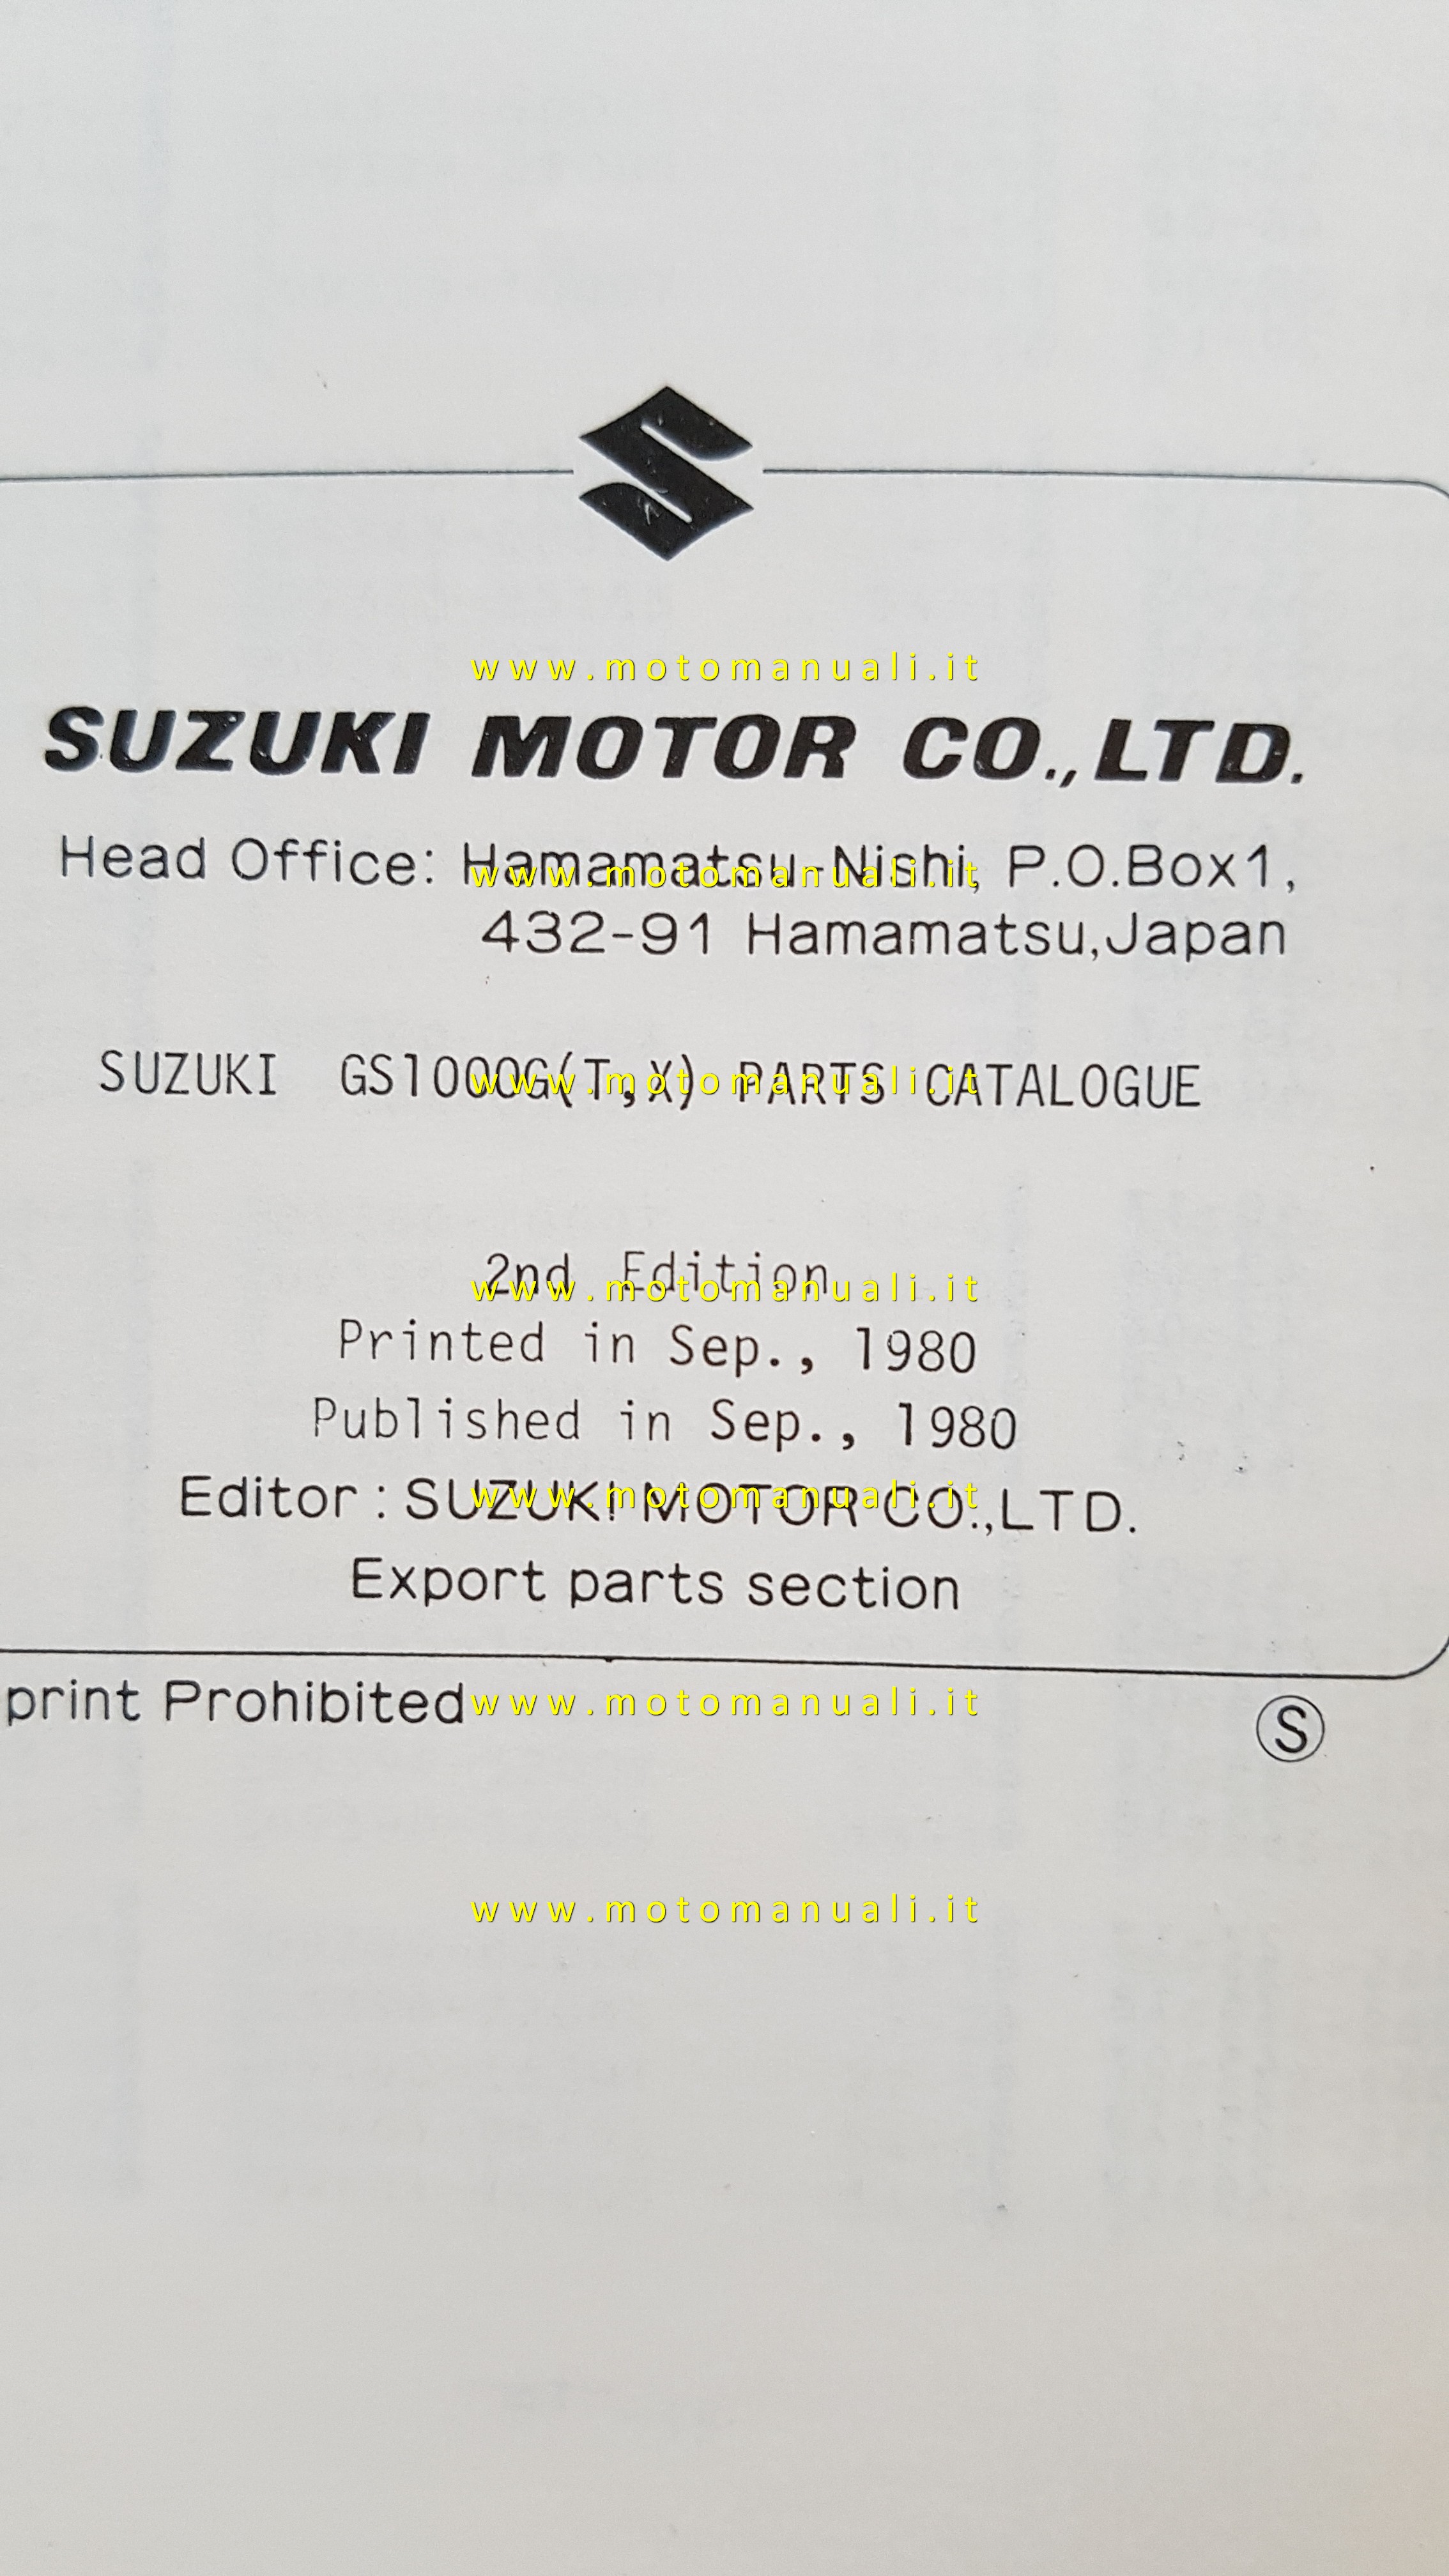 www.motomanuali.it
SUZUKI MOTOR CO.,LTD.
Head Office: Hamamatsu-Nishi, P.O.Box1,
www.motomanuali.it
432-91 Hamamatsu,Japan
SUZUKI GS1000G(T,X) PARTS CATALOGUE
www.motomanuali.it
2nd Edition
www.motomanuali.it
Printed in Sep., 1980
Published in Sep., 1980
Editor : SUZUKI MOTOR CO.,LTD.
www.motomanuali.it
Export parts section
print Prohibited
www.motomanuali.it
S
www.motomanuali.it